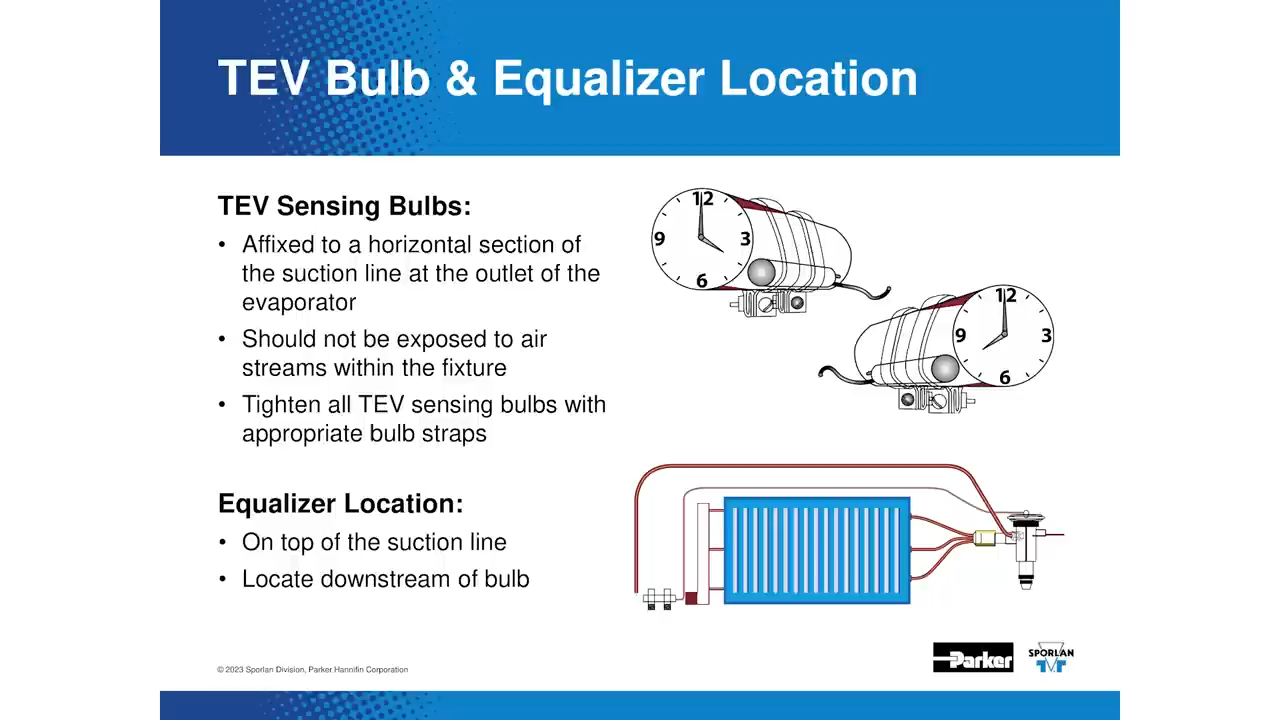 TEV Bulb & Equalizer Location
TEV Sensing Bulbs:
• Affixed to a horizontal section of
the suction line at the outlet of the
evaporator
• Should not be exposed to air
streams within the fixture
• Tighten all TEV sensing bulbs with
appropriate bulb straps
Equalizer Location:
• On top of the suction line
• Locate downstream of bulb
12
9 3
6
12
9 3
6
© 2023 Sporlan Division, Parker Hannifin Corporation
Parker
SPORLAN